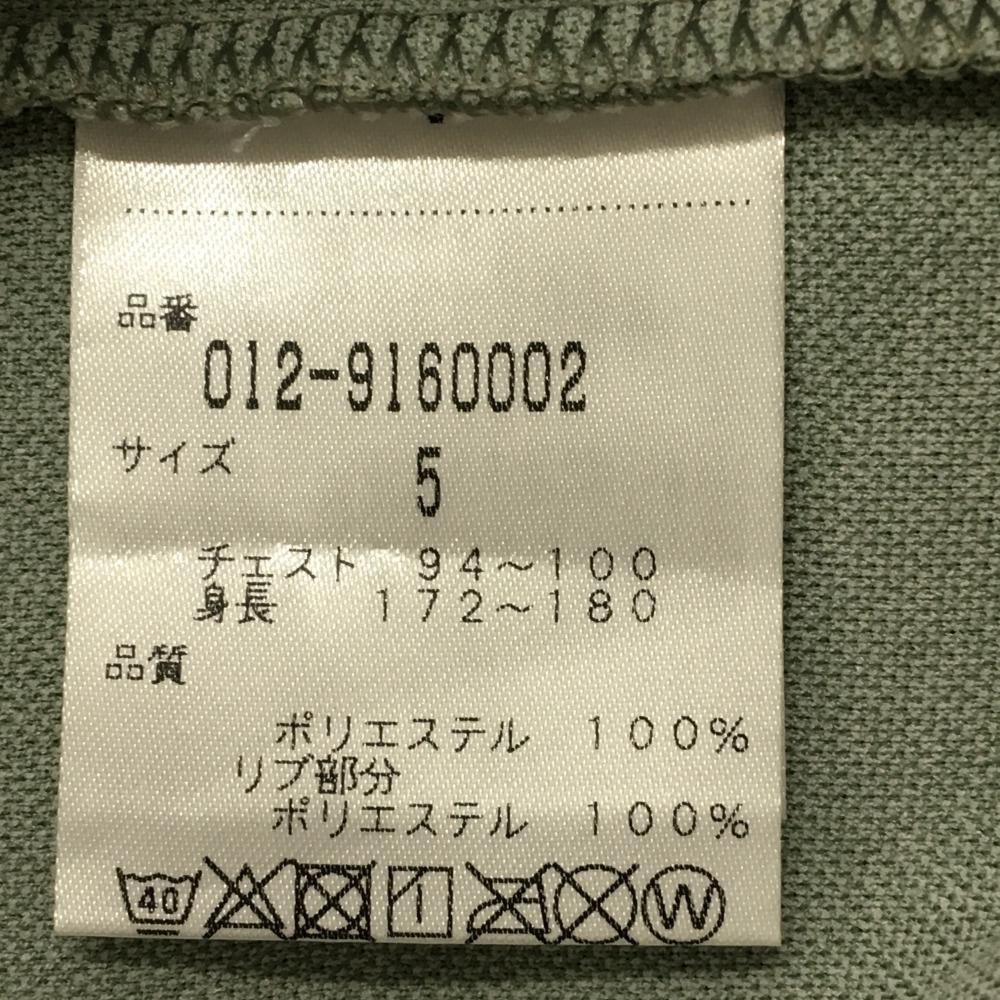 品番
012-9160002
サイズ
5
チェスト 94～100
身長 172～180
品質
ポリエステル 100%
リブ部分
ポリエステル 100%
40 W